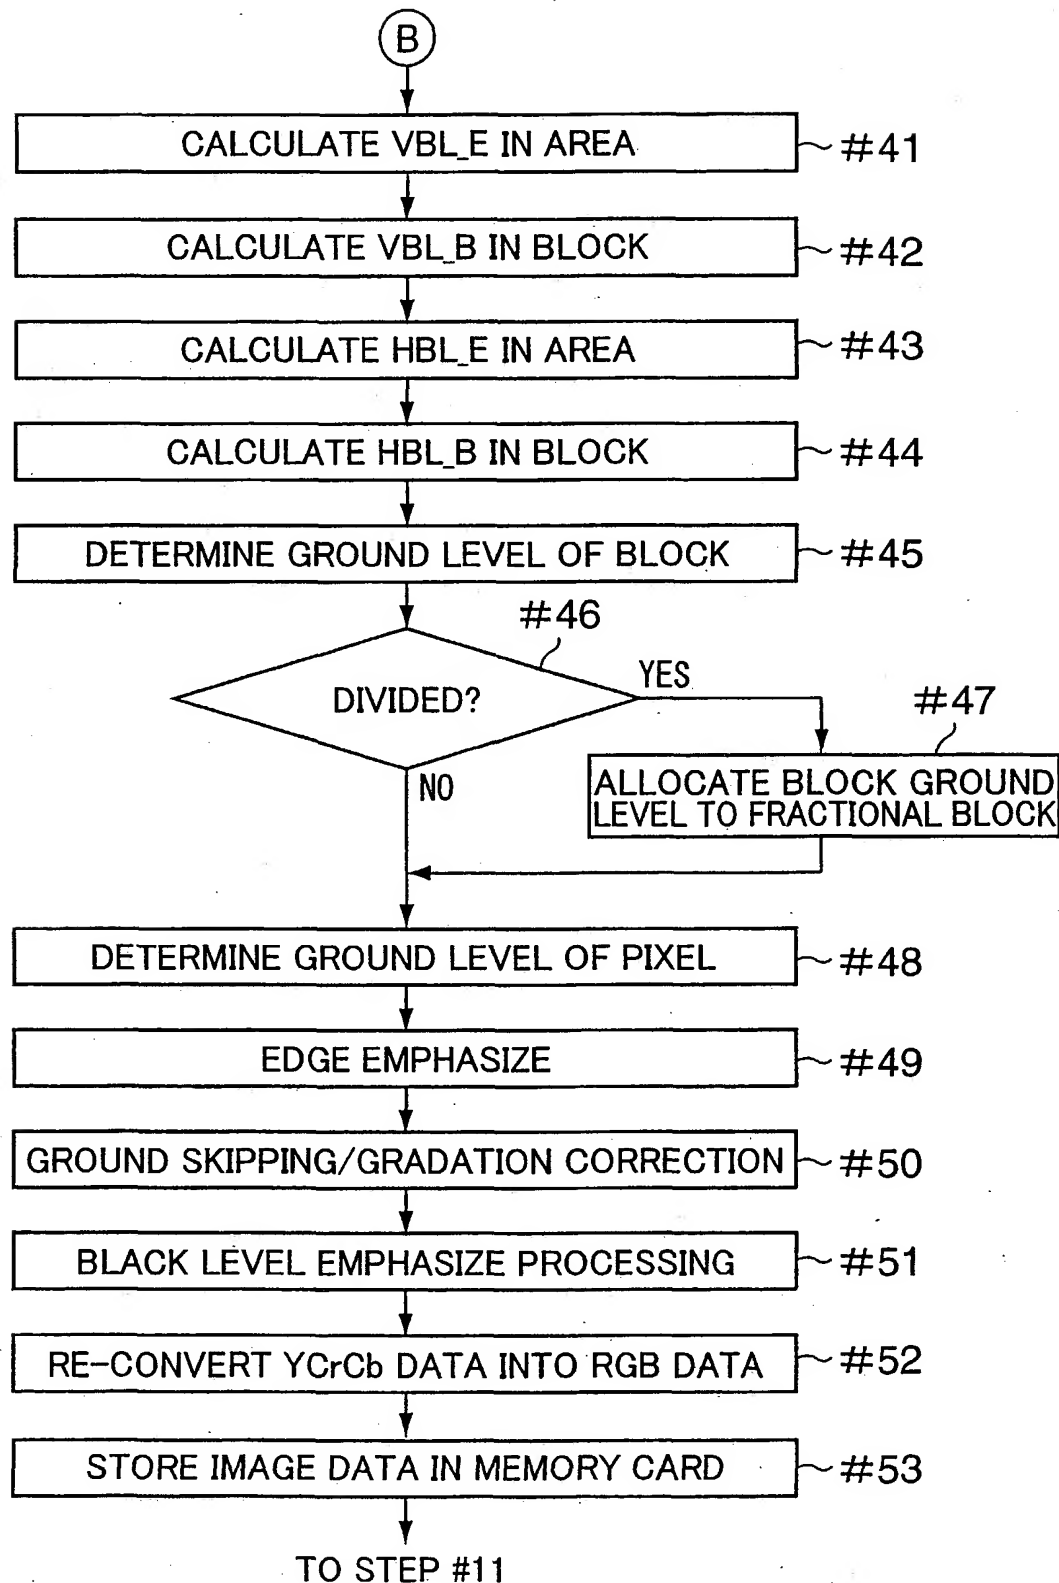 B
CALCULATE VBL_E IN AREA
#41
CALCULATE VBL_B IN BLOCK
#42
CALCULATE HBL_E IN AREA
#43
CALCULATE HBL_B IN BLOCK
#44
DETERMINE GROUND LEVEL OF BLOCK
#45
#46
DIVIDED?
YES
NO
#47
ALLOCATE BLOCK GROUND
LEVEL TO FRACTIONAL BLOCK
DETERMINE GROUND LEVEL OF PIXEL
#48
EDGE EMPHASIZE
#49
GROUND SKIPPING/GRADATION CORRECTION
#50
BLACK LEVEL EMPHASIZE PROCESSING
#51
RE-CONVERT YCrCb DATA INTO RGB DATA
#52
STORE IMAGE DATA IN MEMORY CARD
#53
TO STEP #11